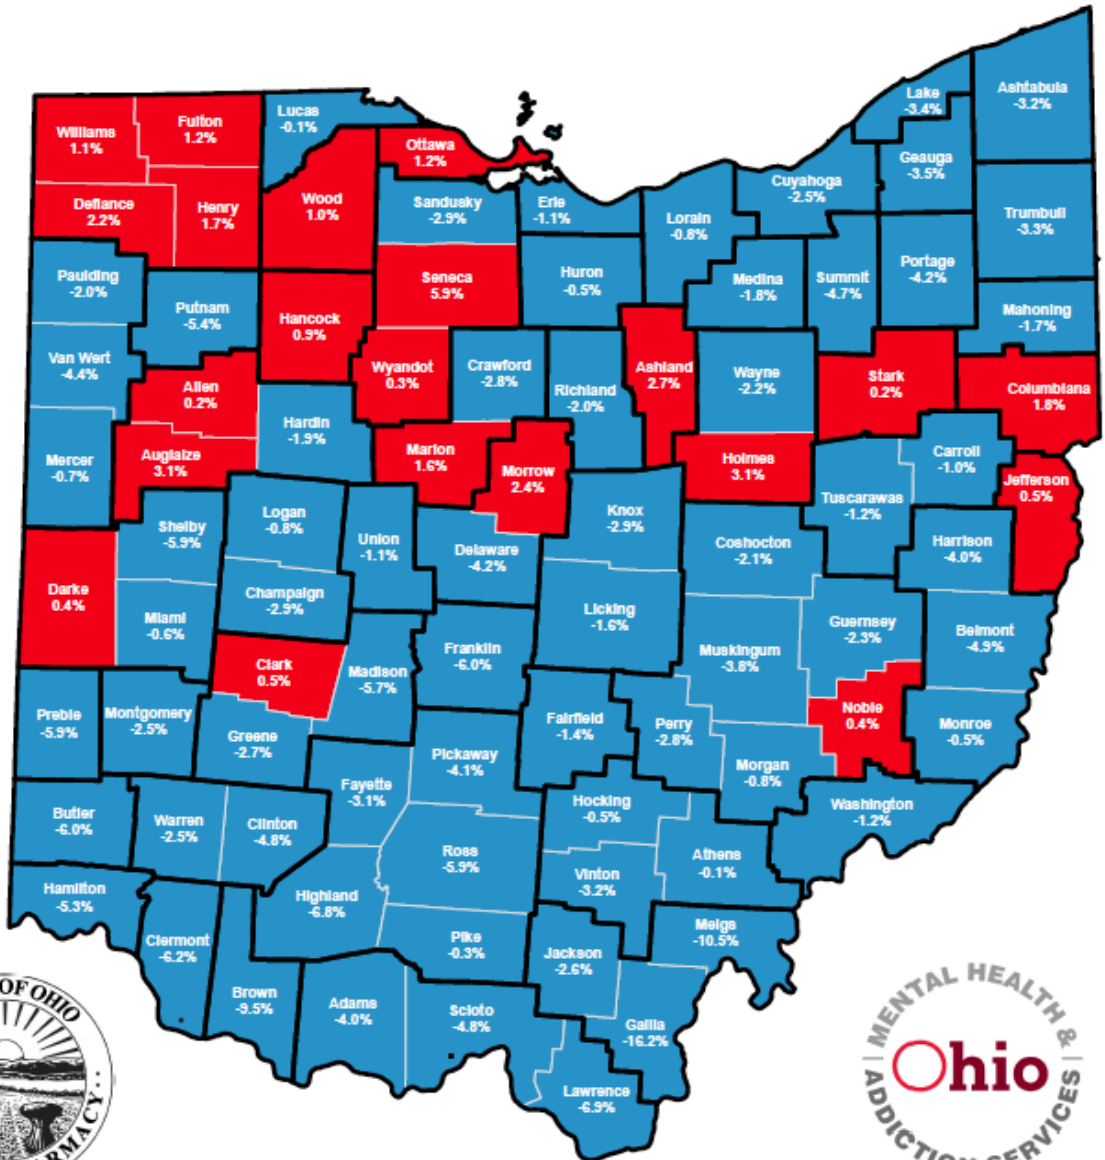 Williams
1.1%
Fulton
1.2%
Lucas
-0.1%
Ottawa
1.2%
Lake
-3.4%
Ashtabula
-3.2%
Defiance
2.2%
Henry
1.7%
Wood
1.0%
Sandusky
-2.9%
Erie
-1.1%
Lorain
-0.8%
Cuyahoga
-2.5%
Geauga
-3.5%
Trumbull
-3.3%
Paulding
-2.0%
Putnam
-5.4%
Hancock
0.9%
Seneca
5.9%
Huron
-0.5%
Medina
-1.8%
Summit
-4.7%
Portage
-4.2%
Mahoning
-1.7%
Van Wert
-4.4%
Allen
0.2%
Wyandot
0.3%
Crawford
-2.8%
Richland
-2.0%
Ashland
2.7%
Wayne
-2.2%
Stark
0.2%
Columbiana
1.8%
Mercer
-0.7%
Auglaize
3.1%
Hardin
-1.9%
Marion
1.6%
Morrow
2.4%
Holmes
3.1%
Tuscarawas
-1.2%
Carroll
-1.0%
Jefferson
0.5%
Shelby
-5.9%
Logan
-0.8%
Union
-1.1%
Delaware
-4.2%
Knox
-2.9%
Coshocton
-2.1%
Harrison
-4.0%
Darke
0.4%
Miami
-0.6%
Champaign
-2.9%
Licking
-1.6%
Muskingum
-3.8%
Guernsey
-2.3%
Belmont
-4.9%
Clark
0.5%
Madison
-5.7%
Franklin
-6.0%
Preble
-5.9%
Montgomery
-2.5%
Greene
-2.7%
Pickaway
-4.1%
Fairfield
-1.4%
Perry
-2.8%
Morgan
-0.8%
Noble
0.4%
Monroe
-0.5%
Butler
-6.0%
Warren
-2.5%
Clinton
-4.8%
Fayette
-3.1%
Ross
-5.9%
Hocking
-0.5%
Athens
-0.1%
Washington
-1.2%
Hamilton
-5.3%
Clermont
-6.2%
Highland
-6.8%
Pike
-0.3%
Vinton
-3.2%
Jackson
-2.6%
Meigs
-10.5%
Brown
-9.5%
Adams
-4.0%
Scioto
-4.8%
Gallia
-16.2%
Lawrence
-6.9%
OF OHIO
MENTAL HEALTH &
Ohio
ADDICTION SERVICES